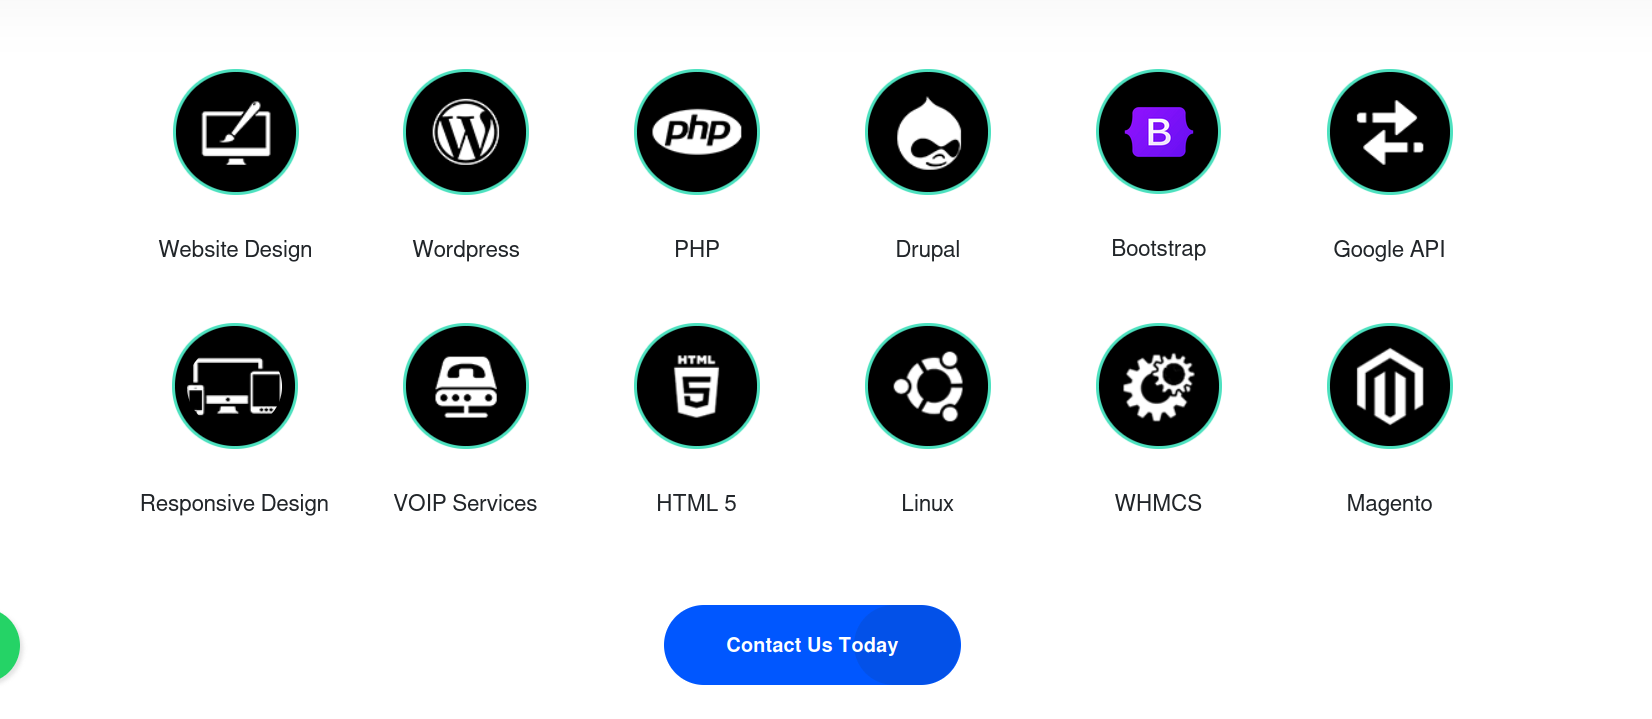 php
B
Website Design
Wordpress
PHP
Drupal
Bootstrap
Google API
HTML
5
Responsive Design
VOIP Services
HTML 5
Linux
WHMCS
Magento
Contact Us Today